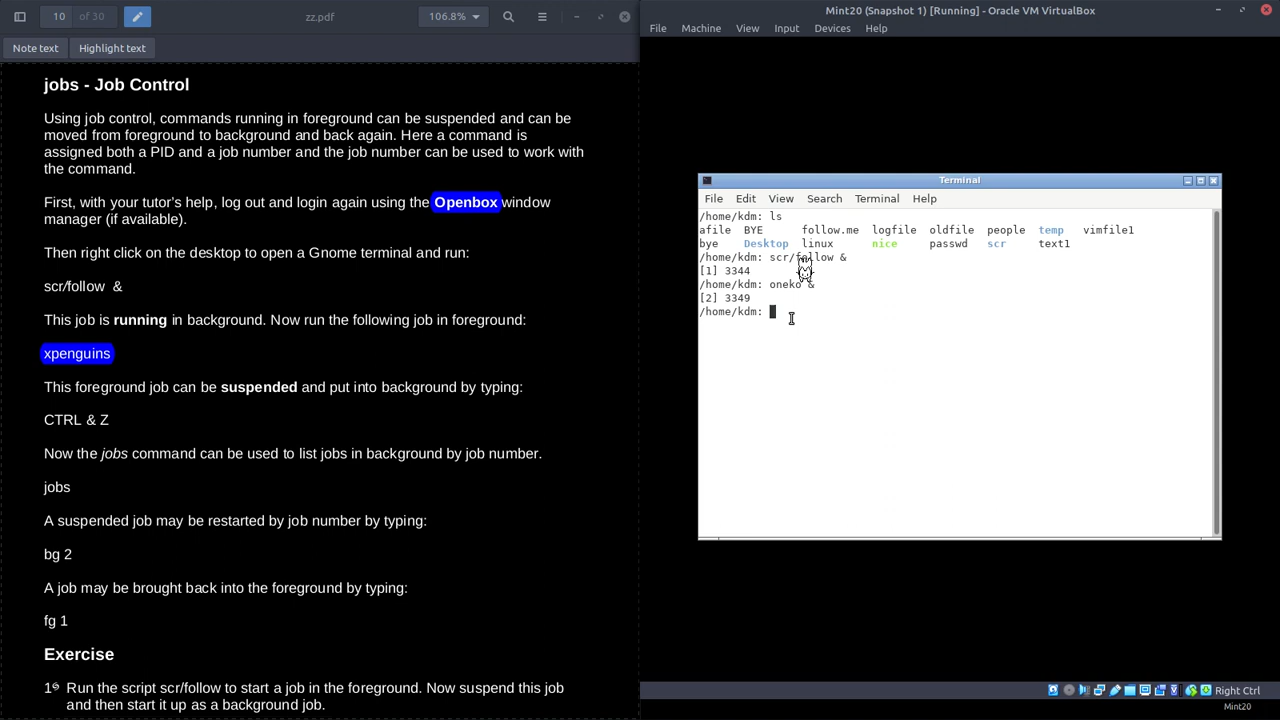 10 of 30
zz.pdf
106.8%
Note text
Highlight text
jobs - Job Control
Using job control, commands running in foreground can be suspended and can be
moved from foreground to background and back again. Here a command is
assigned both a PID and a job number and the job number can be used to work with
the command.
First, with your tutor's help, log out and login again using the Openbox window
manager (if available).
Then right click on the desktop to open a Gnome terminal and run:
scr/follow &
This job is running in background. Now run the following job in foreground:
xpenguins
This foreground job can be suspended and put into background by typing:
CTRL & Z
Now the jobs command can be used to list jobs in background by job number.
jobs
A suspended job may be restarted by job number by typing:
bg 2
A job may be brought back into the foreground by typing:
fg 1
Exercise
1 Run the script scr/follow to start a job in the foreground. Now suspend this job
and then start it up as a background job.
Mint20 (Snapshot 1) [Running] - Oracle VM VirtualBox
File Machine View Input Devices Help
Terminal
File Edit View Search Terminal Help
/home/kdm: ls
afile BYE follow.me logfile oldfile people temp vimfile1
bye Desktop linux nice passwd scr text1
/home/kdm: scr/follow &
[1] 3344
/home/kdm: oneko &
[2] 3349
/home/kdm:
Right Ctrl
Mint20